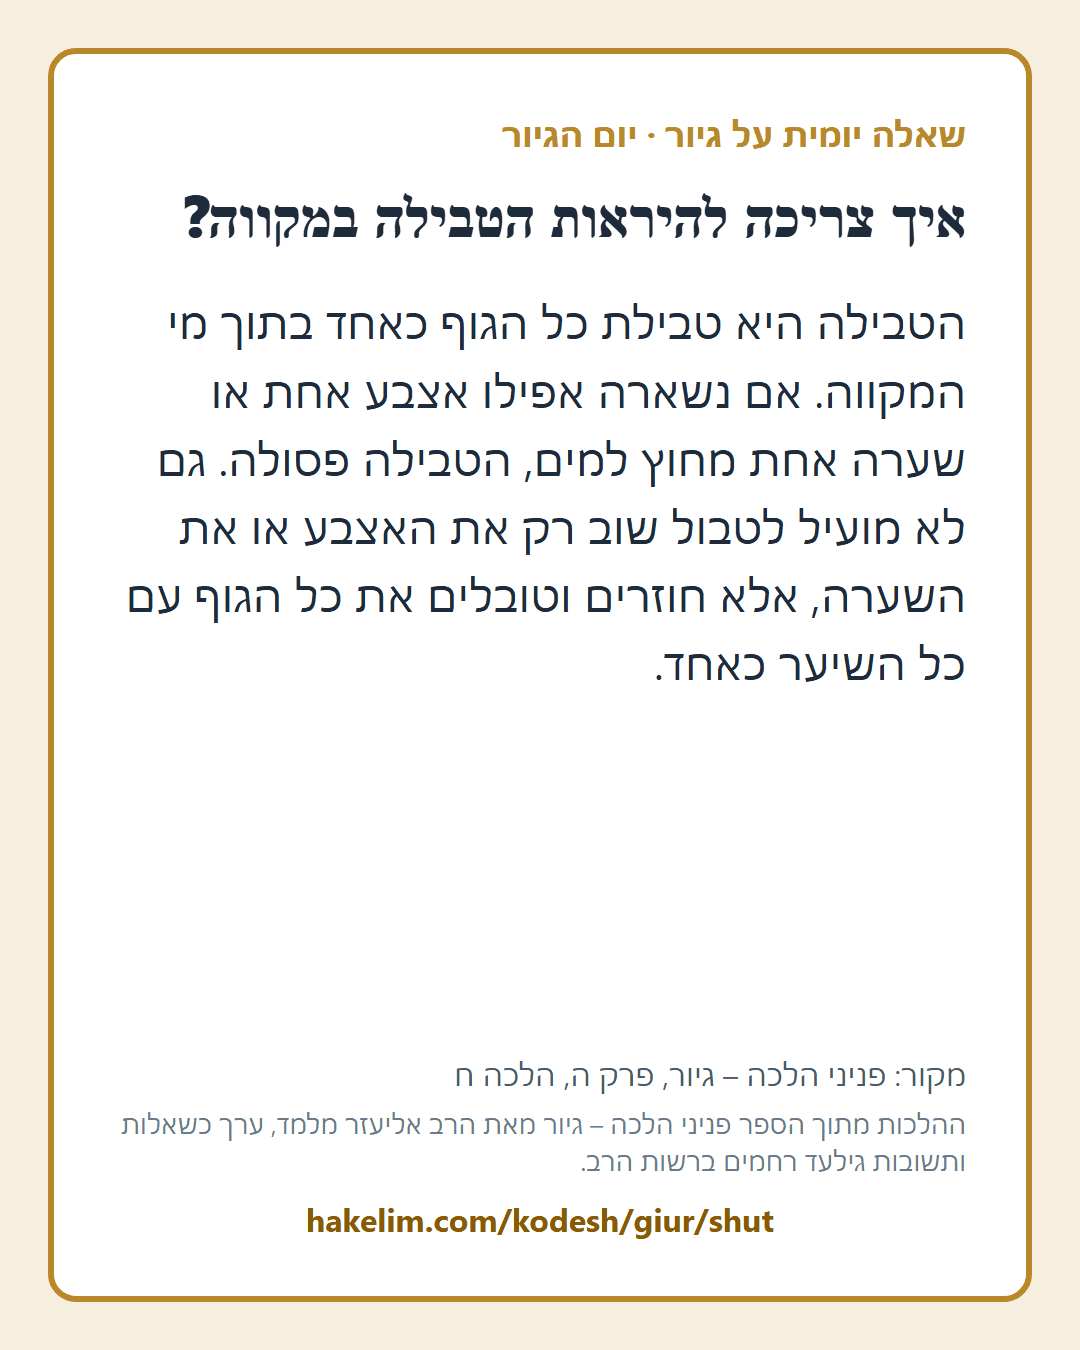 שאלה יומית על גיור · יום הגיור
איך צריכה להיראות הטבילה במקווה?
הטבילה היא טבילת כל הגוף כאחד בתוך מי
המקווה. אם נשארה אפילו אצבע אחת או
שערה אחת מחוץ למים, הטבילה פסולה. גם
לא מועיל לטבול שוב רק את האצבע או את
השערה, אלא חוזרים וטובלים את כל הגוף עם
כל השיער כאחד.
מקור: פניני הלכה – גיור, פרק ה, הלכה ח
ההלכות מתוך הספר פניני הלכה – גיור מאת הרב אליעזר מלמד, ערך כשאלות
ותשובות גילעד רחמים ברשות הרב.
hakelim.com/kodesh/giur/shut